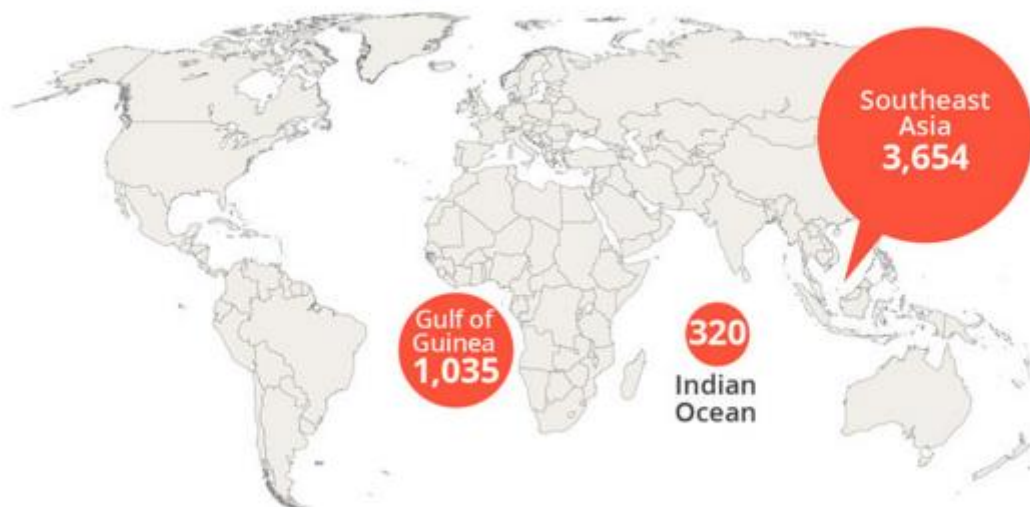 Southeast
Asia
3,654
Gulf of
Guinea
1,035
320
Indian
Ocean